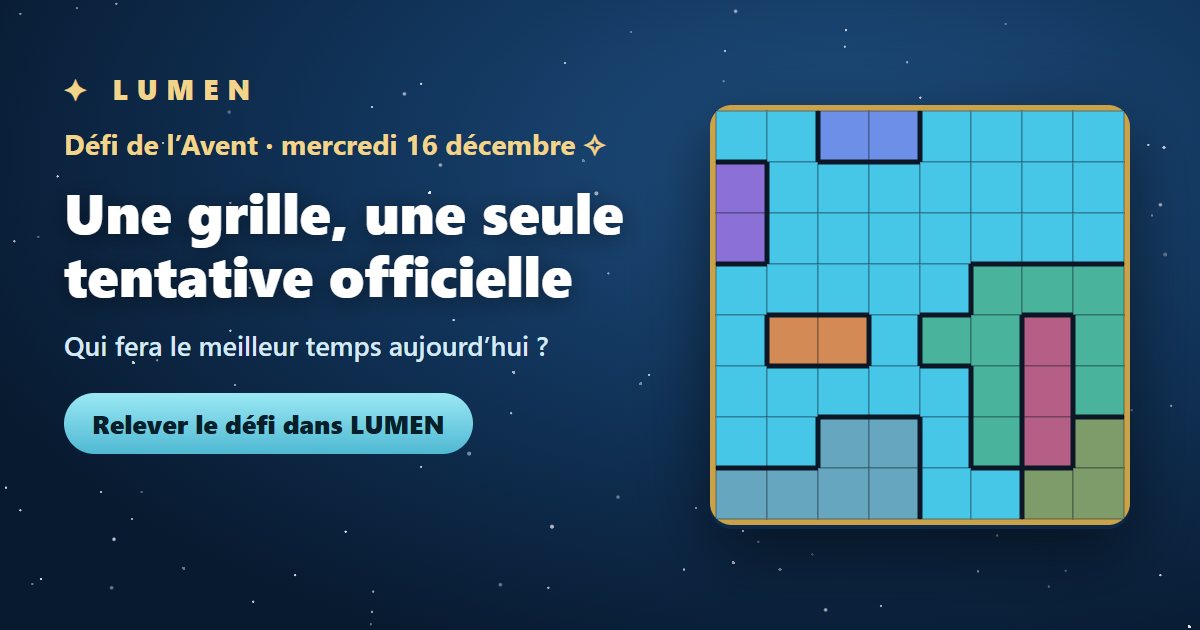 ✦ LUMEN
Défi de l’Avent · mercredi 16 décembre ✧
Une grille, une seule
tentative officielle
Qui fera le meilleur temps aujourd’hui ?
Relever le défi dans LUMEN